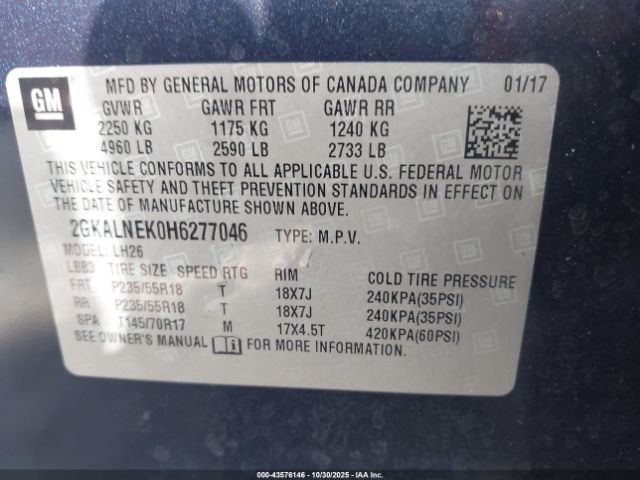 GM
MFD BY GENERAL MOTORS OF CANADA COMPANY 01/17
GVWR GAWR FRT GAWR RR
2250 KG 1175 KG 1240 KG
4960 LB 2590 LB 2733 LB
THIS VEHICLE CONFORMS TO ALL APPLICABLE U.S. FEDERAL MOTOR
VEHICLE SAFETY AND THEFT PREVENTION STANDARDS IN EFFECT ON
THE DATE OF MANUFACTURE SHOWN ABOVE.
2GKALNEK0H6277046 TYPE: M.P.V.
MODEL: LH26
LBB3 TIRE SIZE SPEED RTG RIM COLD TIRE PRESSURE
FRT P235/55R18 T 18X7J 240KPA(35PSI)
RR P235/55R18 T 18X7J 240KPA(35PSI)
SPA T145/70R17 M 17X4.5T 420KPA(60PSI)
SEE OWNER'S MANUAL FOR MORE INFORMATION.
000-43576146 - 10/30/2025 - IAA Inc.